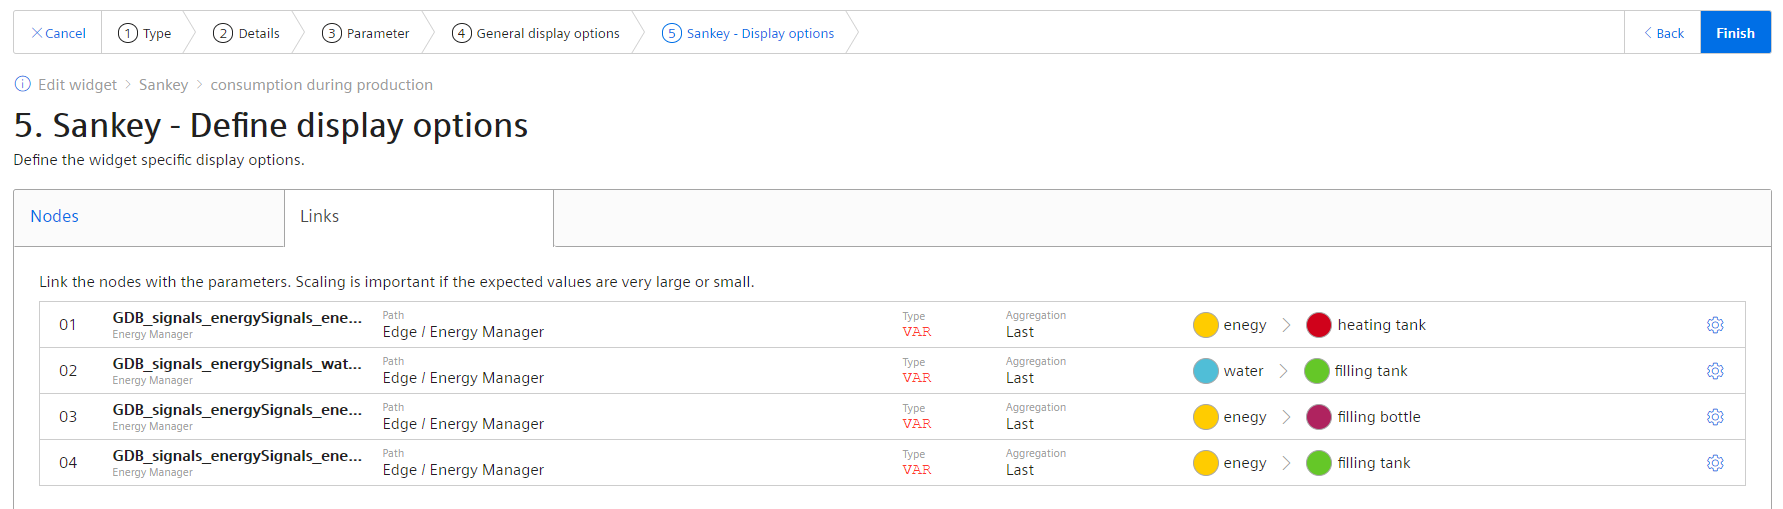 Cancel 1 Type 2 Details 3 Parameter 4 General display options 5 Sankey - Display options Back Finish
Edit widget > Sankey > consumption during production
5. Sankey - Define display options
Define the widget specific display options.
Nodes Links
Link the nodes with the parameters. Scaling is important if the expected values are very large or small.
01 GDB_signals_energySignals_ene... Path Type Aggregation
Energy Manager Edge / Energy Manager VAR Last enegy > heating tank
02 GDB_signals_energySignals_wat... Path Type Aggregation
Energy Manager Edge / Energy Manager VAR Last water > filling tank
03 GDB_signals_energySignals_ene... Path Type Aggregation
Energy Manager Edge / Energy Manager VAR Last enegy > filling bottle
04 GDB_signals_energySignals_ene... Path Type Aggregation
Energy Manager Edge / Energy Manager VAR Last enegy > filling tank